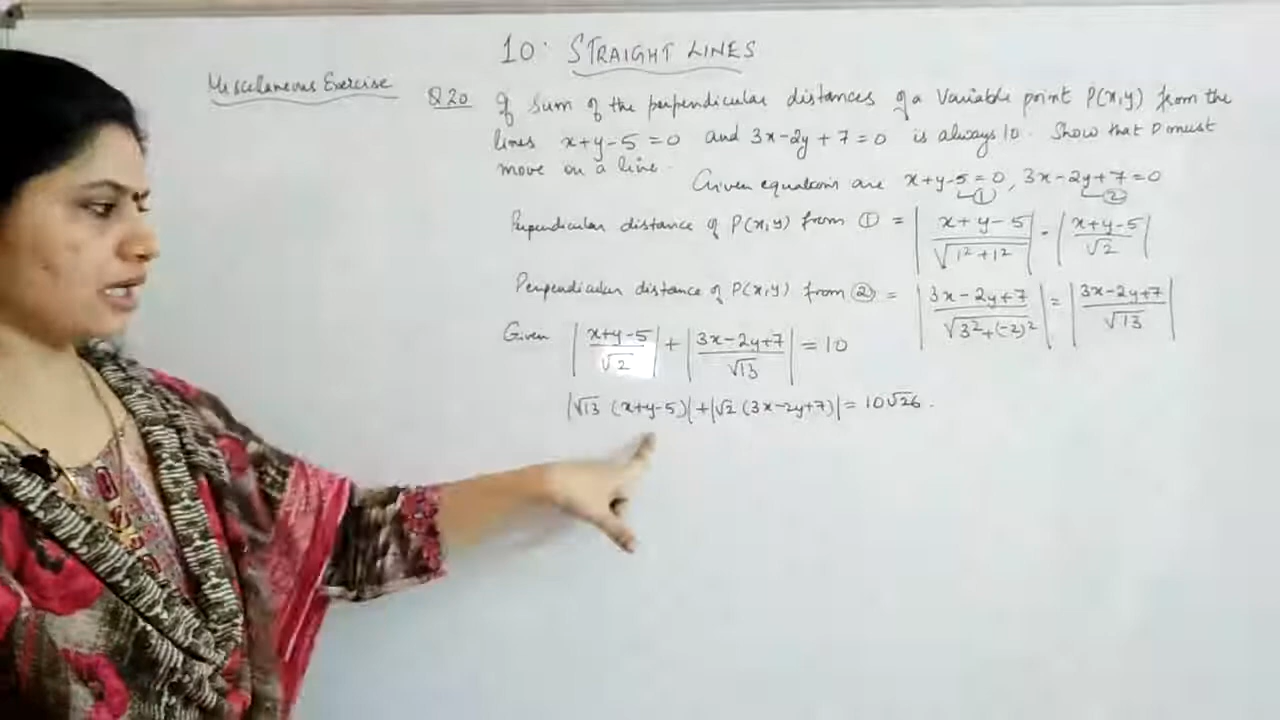 10. STRAIGHT LINES
Miscelaneous Exercise
Q20 If Sum of the perpendicular distances of a Variable point P(x,y) from the
lines x+y-5=0 and 3x-2y+7=0 is always 10. Show that P must
move on a line.
Given equations are x+y-5=0, 3x-2y+7=0
① ②
Perpendicular distance of P(x,y) from ① = |x+y-5/√1²+1²| = |x+y-5/√2|
Perpendicular distance of P(x,y) from ② = |3x-2y+7/√3²+(-2)²| = |3x-2y+7/√13|
Given |x+y-5/√2| + |3x-2y+7/√13| = 10
|√13 (x+y-5)|+|√2 (3x-2y+7)| = 10√26.